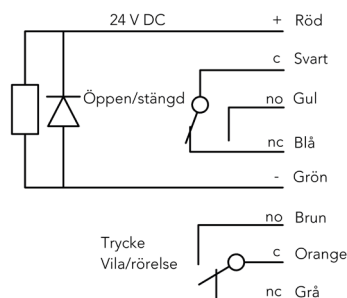 24 V DC + Röd
c Svart
Öppen/stängd no Gul
nc Blå
- Grön
no Brun
Trycke
c Orange
Vila/rörelse
nc Grå